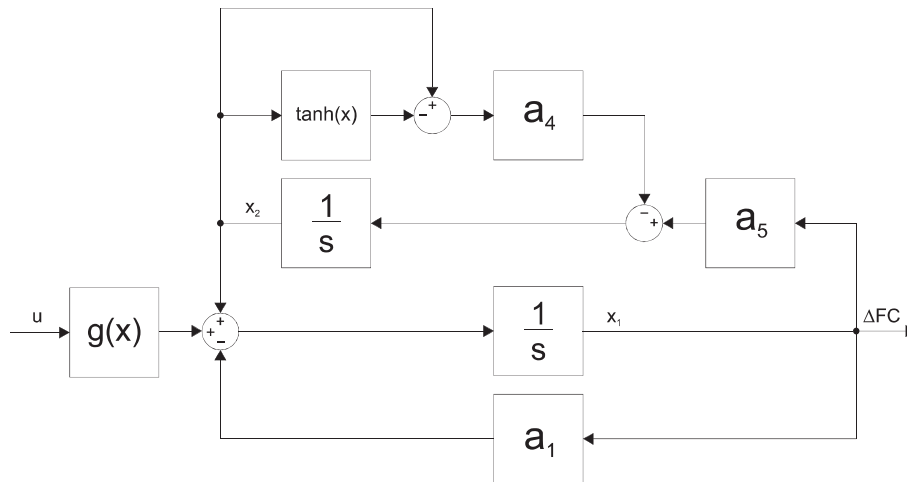 tanh(x)
− +
a₄
x₂
1
s
−
+
a₅
u
g(x)
+
+
−
1
s
x₁
ΔFC
a₁